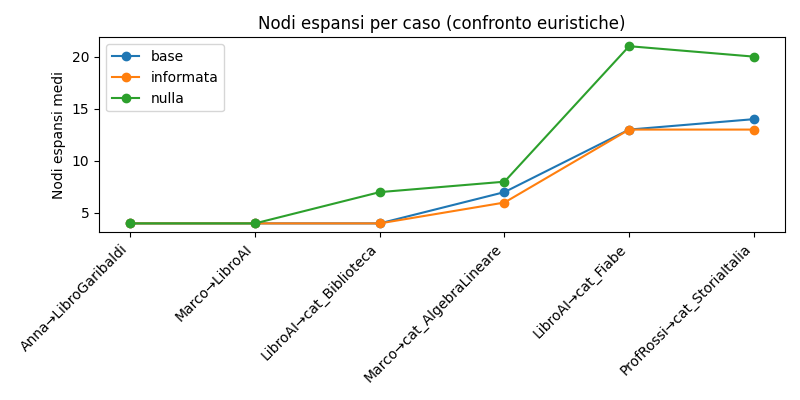 Nodi espansi per caso (confronto euristiche)
base
informata
nulla
Nodi espansi medi
20
15
10
5
Anna→LibroGaribaldi
Marco→LibroAI
LibroAI→cat_Biblioteca
Marco→cat_AlgebraLineare
LibroAI→cat_Fiabe
ProfRossi→cat_StoriaItalia